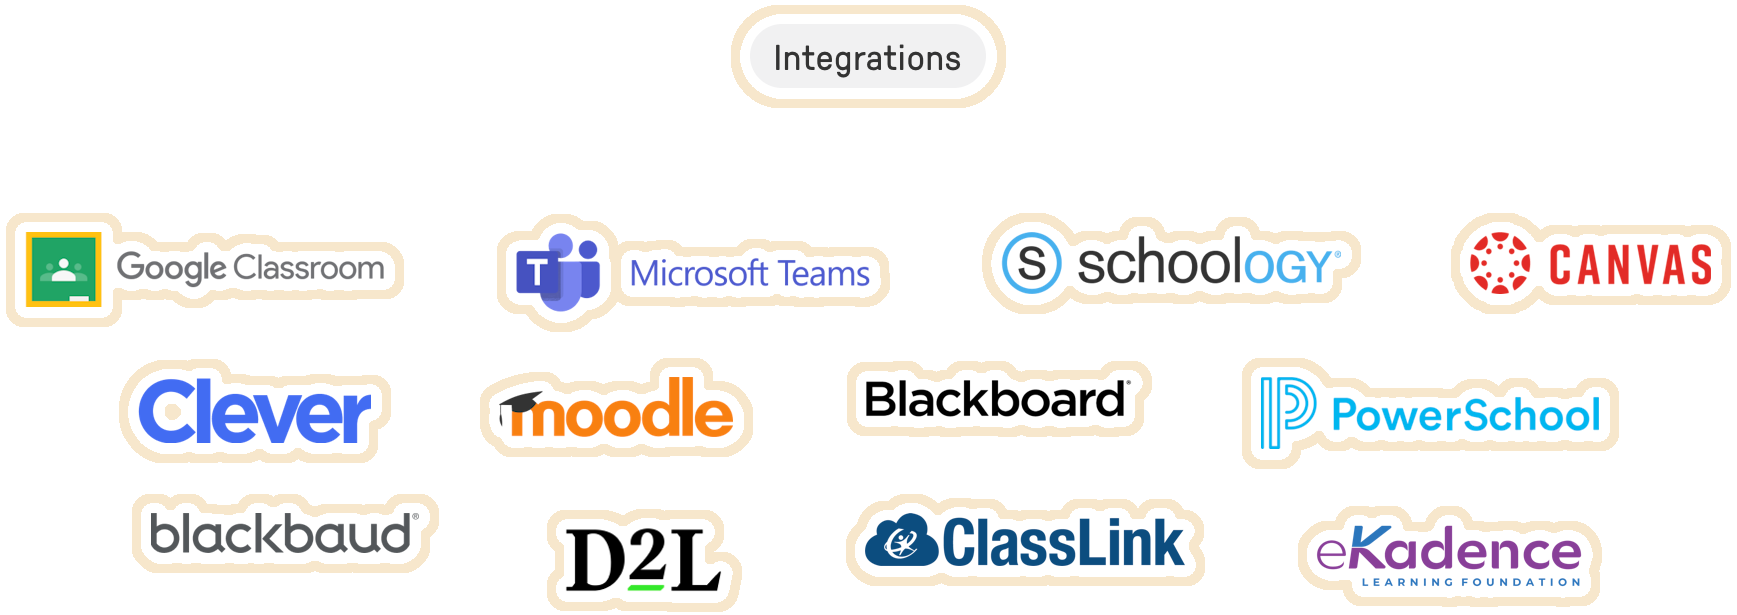 Integrations
Google Classroom
T
Microsoft Teams
S
schoology®
CANVAS
Clever
moodle
Blackboard®
P
PowerSchool
blackbaud®
D2L
ClassLink
eKadence
LEARNING FOUNDATION